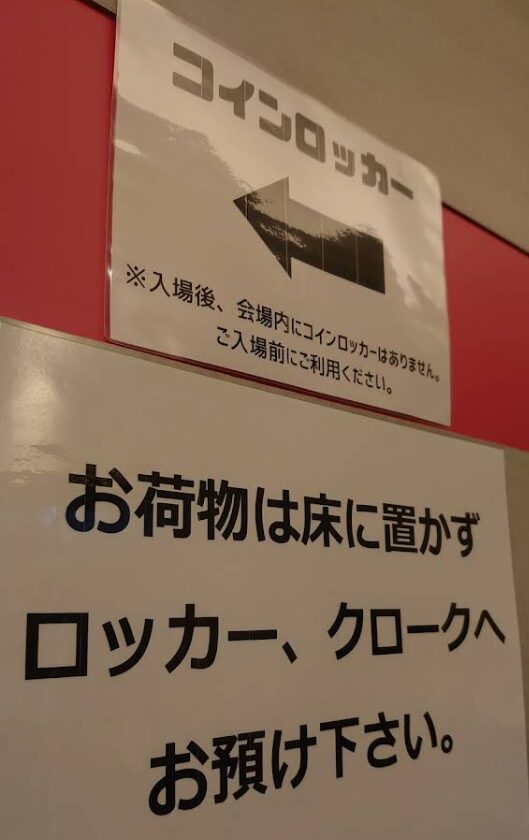 コインロッカー
※入場後、会場内にコインロッカーはありません。
ご入場前にご利用ください。
お荷物は床に置かず
ロッカー、クロークへ
お預け下さい。